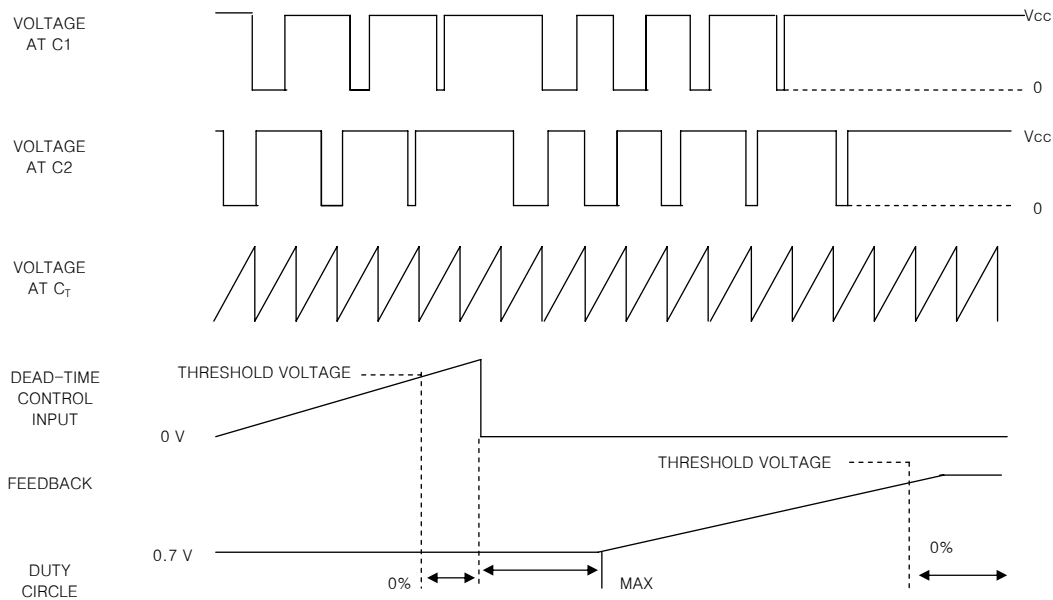 VOLTAGE
AT C1
Vcc
0
VOLTAGE
AT C2
Vcc
0
VOLTAGE
AT CT
DEAD-TIME
CONTROL
INPUT
THRESHOLD VOLTAGE
0 V
THRESHOLD VOLTAGE
FEEDBACK
0.7 V
0%
DUTY
CIRCLE
0%
MAX